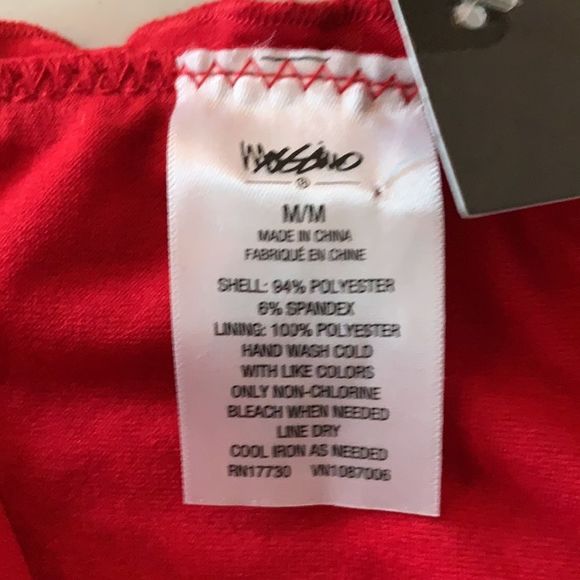 Mossimo
®
M/M
MADE IN CHINA
FABRIQUÉ EN CHINE
SHELL: 94% POLYESTER
6% SPANDEX
LINING: 100% POLYESTER
HAND WASH COLD
WITH LIKE COLORS
ONLY NON-CHLORINE
BLEACH WHEN NEEDED
LINE DRY
COOL IRON AS NEEDED
RN17730 VN1087006